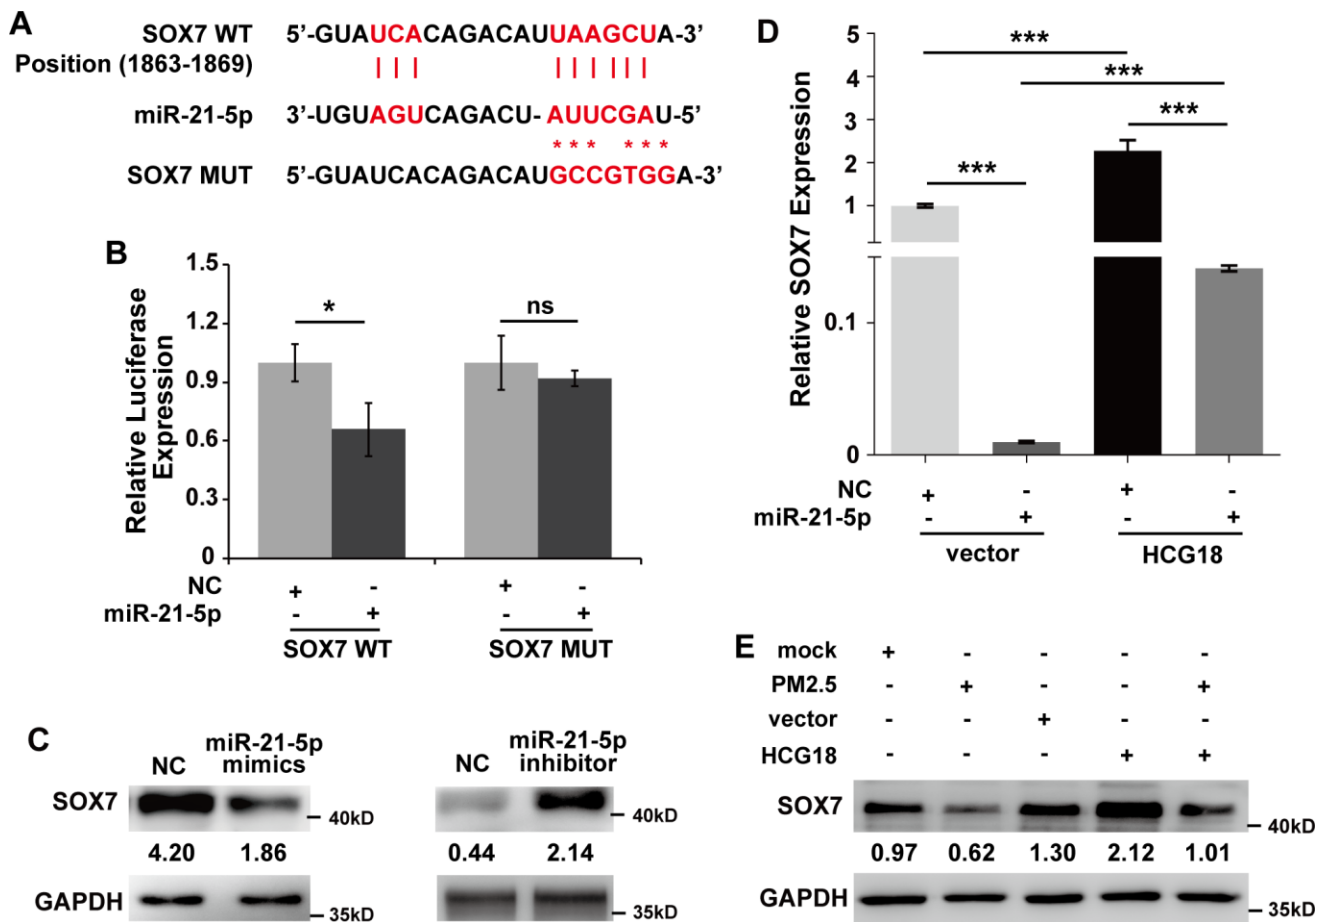 A
SOX7 WT 5’-GUAUCACAGACAUUAAGCUA-3’
Position (1863-1869)
miR-21-5p 3’-UGUAGUCAGACU- AUUCGAU-5’
* * * * * *
SOX7 MUT 5’-GUAUCACAGACAUGCCGTGGA-3’
B
Relative Luciferase
Expression
1.5
1.2
0.9
0.6
0.3
0
* ns
NC + - + -
miR-21-5p - + - +
SOX7 WT SOX7 MUT
C
NC miR-21-5p mimics
NC miR-21-5p inhibitor
SOX7 40kD 40kD
4.20 1.86 0.44 2.14
GAPDH 35kD 35kD
D
Relative SOX7 Expression
5
4
3
2
1
0.1
0
***
***
***
***
NC + - + -
miR-21-5p - + - +
vector HCG18
E
mock + - - - -
PM2.5 - + - - +
vector - - + - -
HCG18 - - - + +
SOX7 40kD
0.97 0.62 1.30 2.12 1.01
GAPDH 35kD